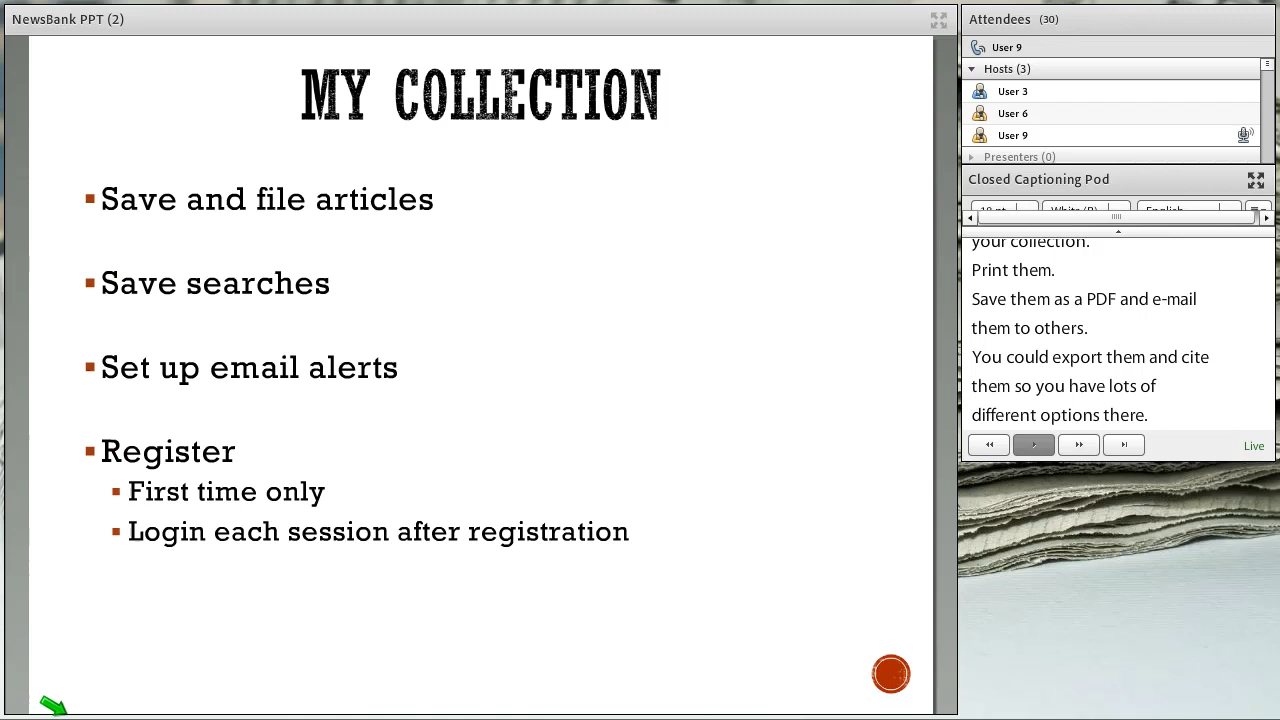 NewsBank PPT (2)
MY COLLECTION
Save and file articles
Save searches
Set up email alerts
Register
First time only
Login each session after registration
Attendees (30)
User 9
Hosts (3)
User 3
User 6
User 9
Presenters (0)
Closed Captioning Pod
English
your collection.
Print them.
Save them as a PDF and e-mail
them to others.
You could export them and cite
them so you have lots of
different options there.
Live